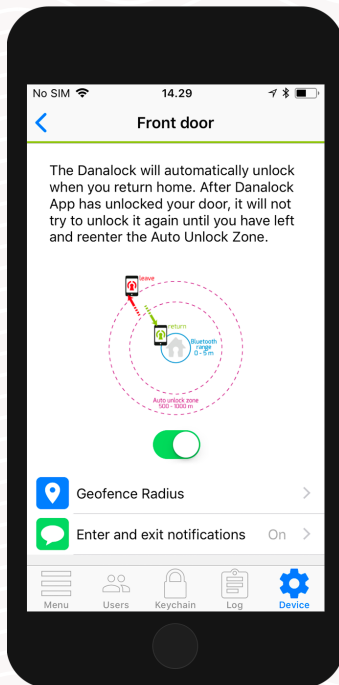 No SIM 14.29
Front door
The Danalock will automatically unlock
when you return home. After Danalock
App has unlocked your door, it will not
try to unlock it again until you have left
and reenter the Auto Unlock Zone.
leave
return
Bluetooth
range
0 - 5 m
Auto unlock zone
500 - 1000 m
Geofence Radius
Enter and exit notifications On
Menu Users Keychain Log Device